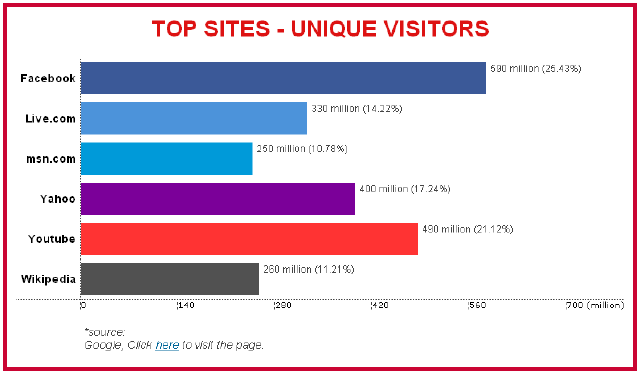 TOP SITES - UNIQUE VISITORS
Facebook 590 million (25.43%)
Live.com 330 million (14.22%)
msn.com 250 million (10.78%)
Yahoo 400 million (17.24%)
Youtube 490 million (21.12%)
Wikipedia 260 million (11.21%)
0 140 280 420 560 700 (million)
*source:
Google, Click here to visit the page.